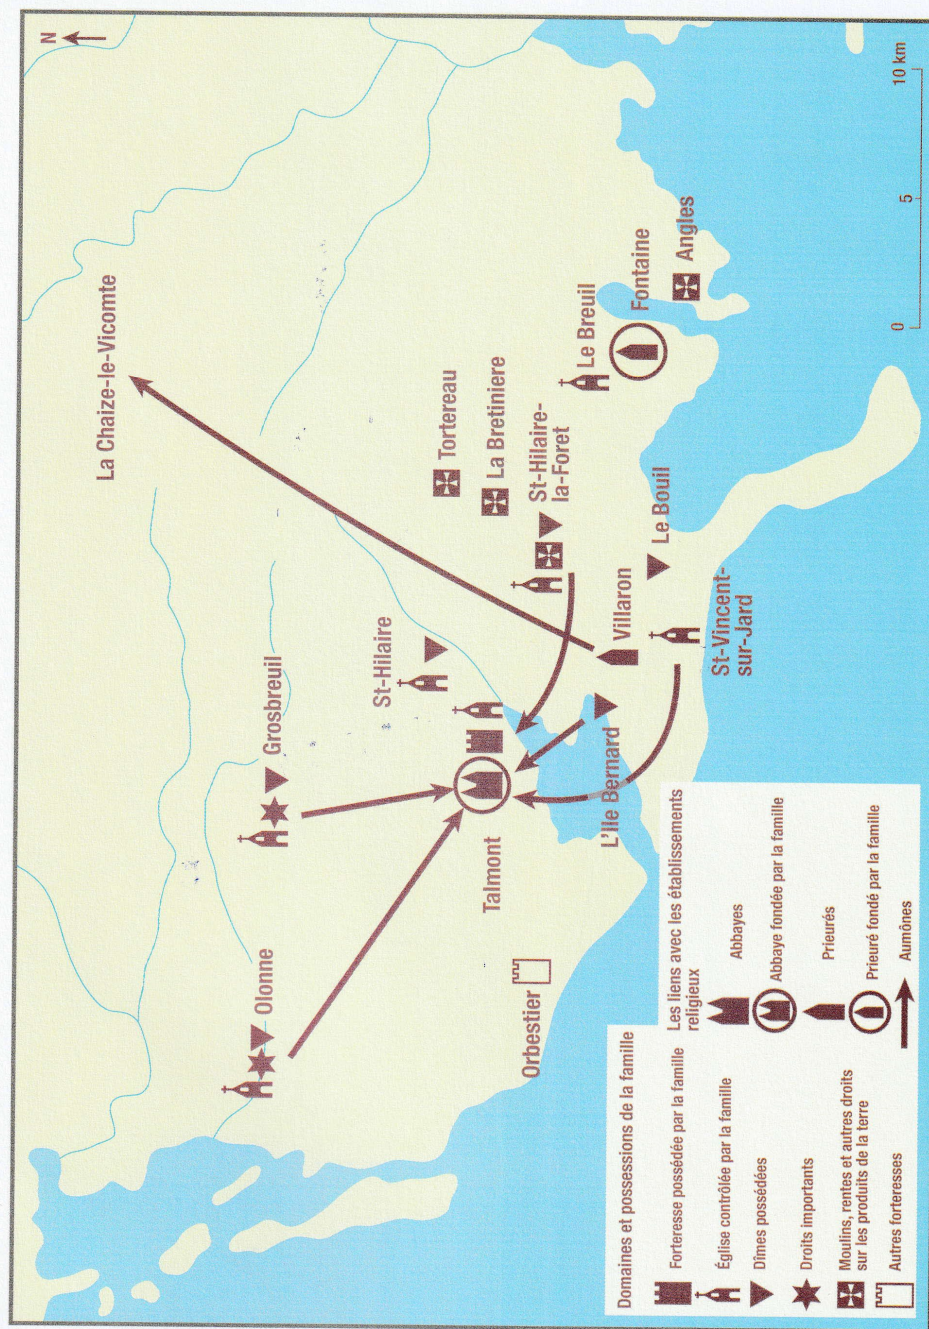 N
La Chaize-le-Vicomte
Grosbreuil
Olonne
St-Hilaire
Tortereau
La Bretiniere
St-Hilaire-
la-Foret
Talmont
Orbestier
L'Ile Bernard
Villaron
Le Bouil
St-Vincent-
sur-Jard
Le Breuil
Fontaine
Angles
0
5
10 km
Domaines et possessions de la famille
Forteresse possédée par la famille
Église contrôlée par la famille
Dîmes possédées
Droits importants
Moulins, rentes et autres droits
sur les produits de la terre
Autres forteresses
Les liens avec les établissements
religieux
Abbayes
Abbaye fondée par la famille
Prieurés
Prieuré fondé par la famille
Aumônes